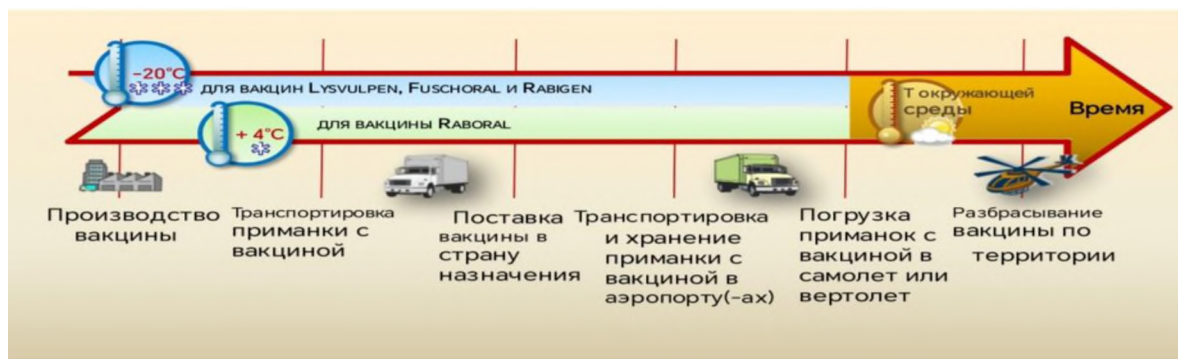 −20°C
ДЛЯ ВАКЦИН LYSVULPEN, FUSCHORAL И RABIGEN
Т окружающей
среды
Время
+ 4°C
ДЛЯ ВАКЦИНЫ RABORAL
Производство
вакцины
Транспортировка
приманки с
вакциной
Поставка
вакцины в
страну
назначения
Транспортировка
и хранение
приманки с
вакциной в
аэропорту(-ах)
Погрузка
приманок с
вакциной в
самолет или
вертолет
Разбрасывание
вакцины по
территории